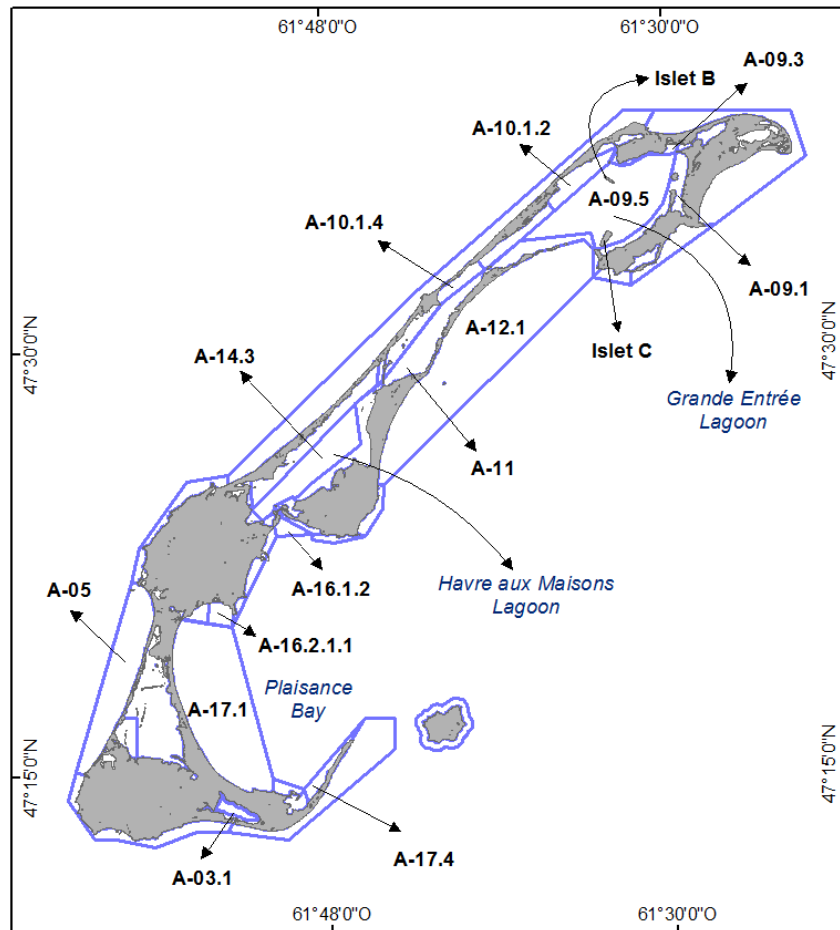 61°48'0"O
61°30'0"O
A-09.3
Islet B
A-10.1.2
A-09.5
A-10.1.4
A-09.1
A-12.1
Islet C
47°30'0"N
47°30'0"N
A-14.3
Grande Entrée
Lagoon
A-11
A-16.1.2
Havre aux Maisons
Lagoon
A-05
A-16.2.1.1
Plaisance
Bay
A-17.1
47°15'0"N
47°15'0"N
A-17.4
A-03.1
61°48'0"O
61°30'0"O